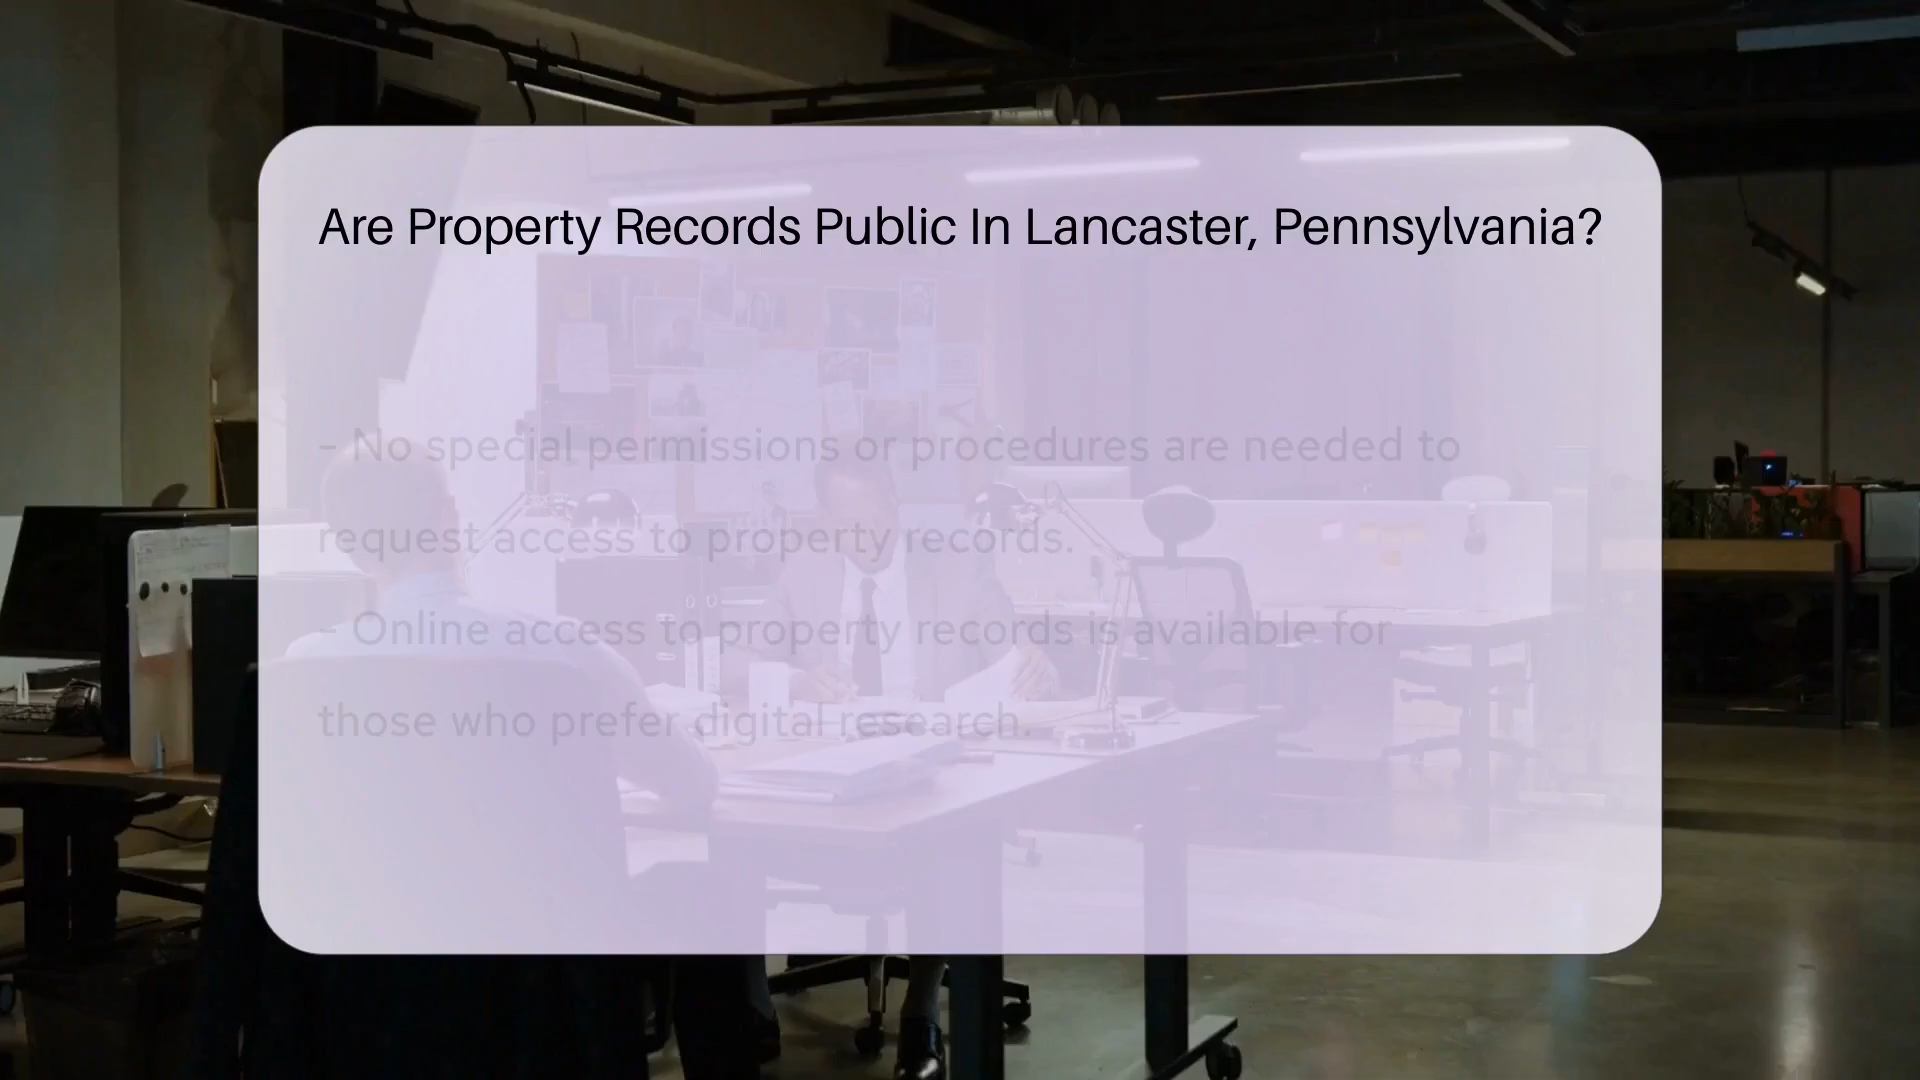 Are Property Records Public In Lancaster, Pennsylvania?
– No special permissions or procedures are needed to
request access to property records.
– Online access to property records is available for
those who prefer digital research.